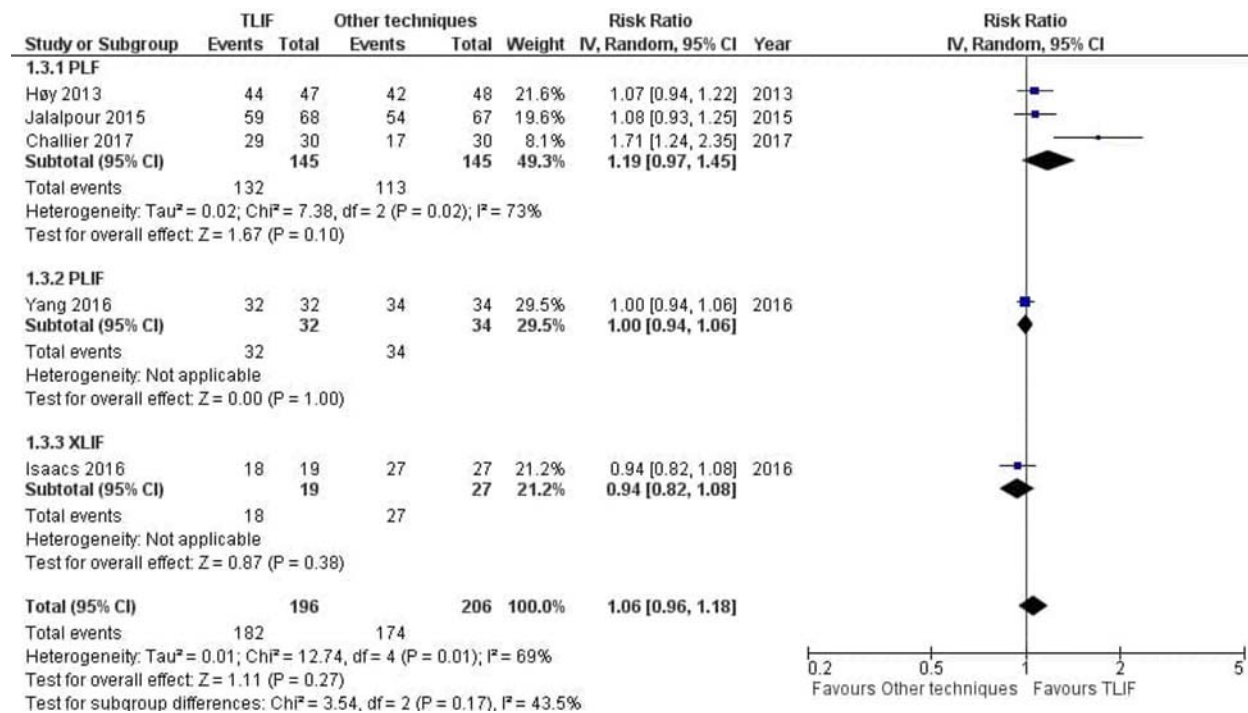 TLIF Other techniques Risk Ratio Risk Ratio
Study or Subgroup Events Total Events Total Weight IV, Random, 95% CI Year IV, Random, 95% CI
1.3.1 PLF
Høy 2013 44 47 42 48 21.6% 1.07 [0.94, 1.22] 2013
Jalalpour 2015 59 68 54 67 19.6% 1.08 [0.93, 1.25] 2015
Challier 2017 29 30 17 30 8.1% 1.71 [1.24, 2.35] 2017
Subtotal (95% CI) 145 145 49.3% 1.19 [0.97, 1.45]
Total events 132 113
Heterogeneity: Tau² = 0.02; Chi² = 7.38, df = 2 (P = 0.02); I² = 73%
Test for overall effect: Z = 1.67 (P = 0.10)
1.3.2 PLIF
Yang 2016 32 32 34 34 29.5% 1.00 [0.94, 1.06] 2016
Subtotal (95% CI) 32 34 29.5% 1.00 [0.94, 1.06]
Total events 32 34
Heterogeneity: Not applicable
Test for overall effect: Z = 0.00 (P = 1.00)
1.3.3 XLIF
Isaacs 2016 18 19 27 27 21.2% 0.94 [0.82, 1.08] 2016
Subtotal (95% CI) 19 27 21.2% 0.94 [0.82, 1.08]
Total events 18 27
Heterogeneity: Not applicable
Test for overall effect: Z = 0.87 (P = 0.38)
Total (95% CI) 196 206 100.0% 1.06 [0.96, 1.18]
Total events 182 174
Heterogeneity: Tau² = 0.01; Chi² = 12.74, df = 4 (P = 0.01); I² = 69%
Test for overall effect: Z = 1.11 (P = 0.27)
Test for subgroup differences: Chi² = 3.54, df = 2 (P = 0.17), I² = 43.5%
0.2 0.5 1 2 5
Favours Other techniques Favours TLIF